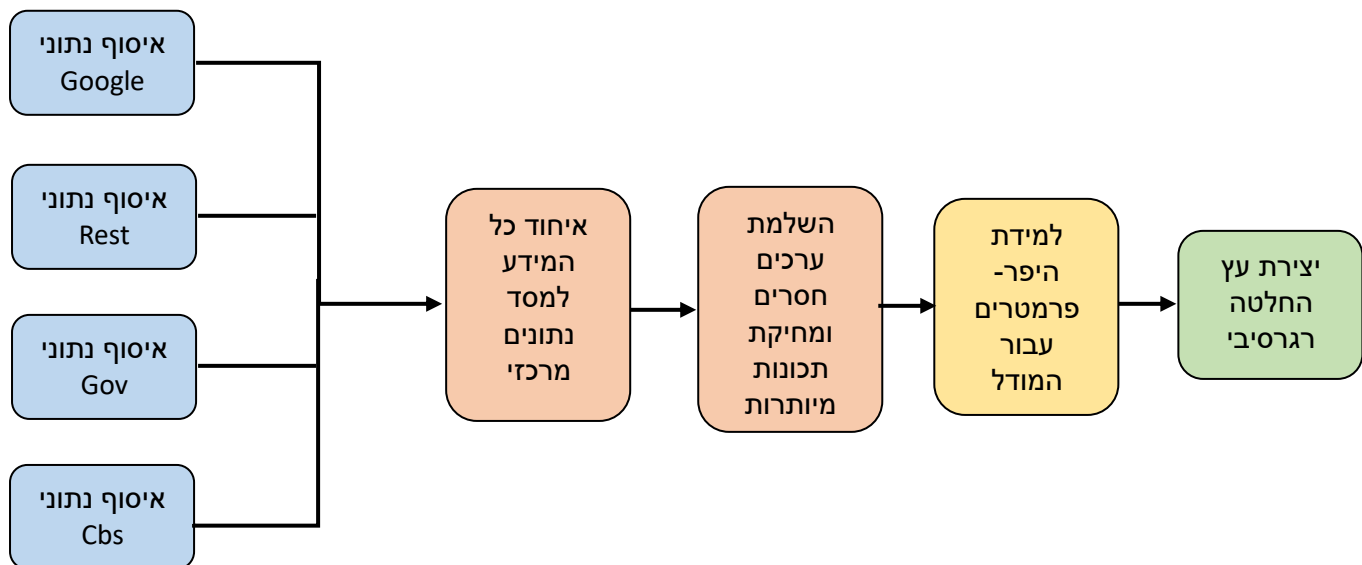 איסוף נתוני
Google
איסוף נתוני
Rest
איסוף נתוני
Gov
איסוף נתוני
Cbs
איחוד כל
המידע
למסד
נתונים
מרכזי
השלמת
ערכים
חסרים
ומחיקת
תכונות
מיותרות
למידת
היפר-
פרמטרים
עבור
המודל
יצירת עץ
החלטה
רגרסיבי